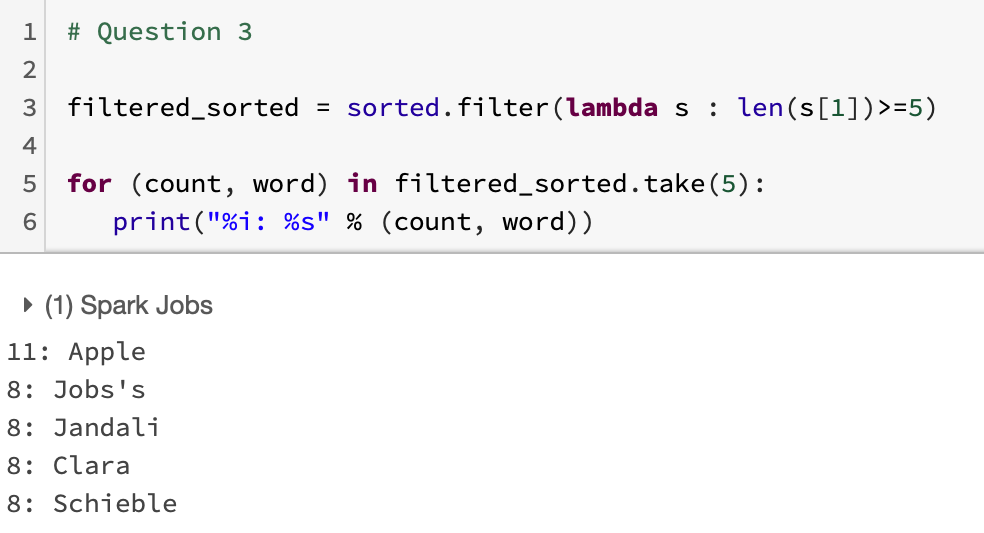 1 # Question 3
2
3 filtered_sorted = sorted.filter(lambda s : len(s[1])>=5)
4
5 for (count, word) in filtered_sorted.take(5):
6    print("%i: %s" % (count, word))
(1) Spark Jobs
11: Apple
8: Jobs's
8: Jandali
8: Clara
8: Schieble